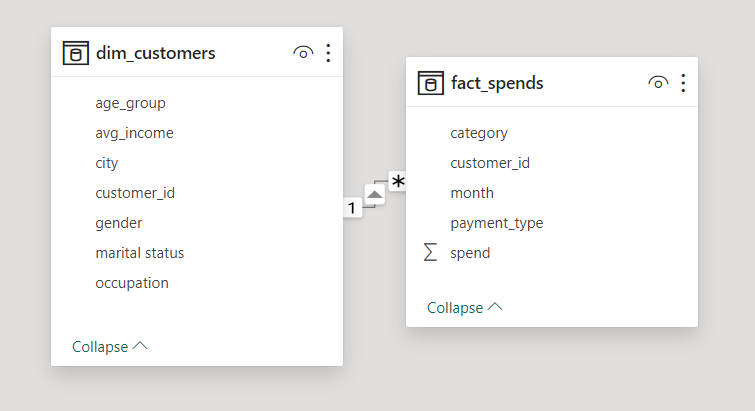 dim_customers
age_group
avg_income
city
customer_id
gender
marital status
occupation
Collapse
1
*
fact_spends
category
customer_id
month
payment_type
∑ spend
Collapse